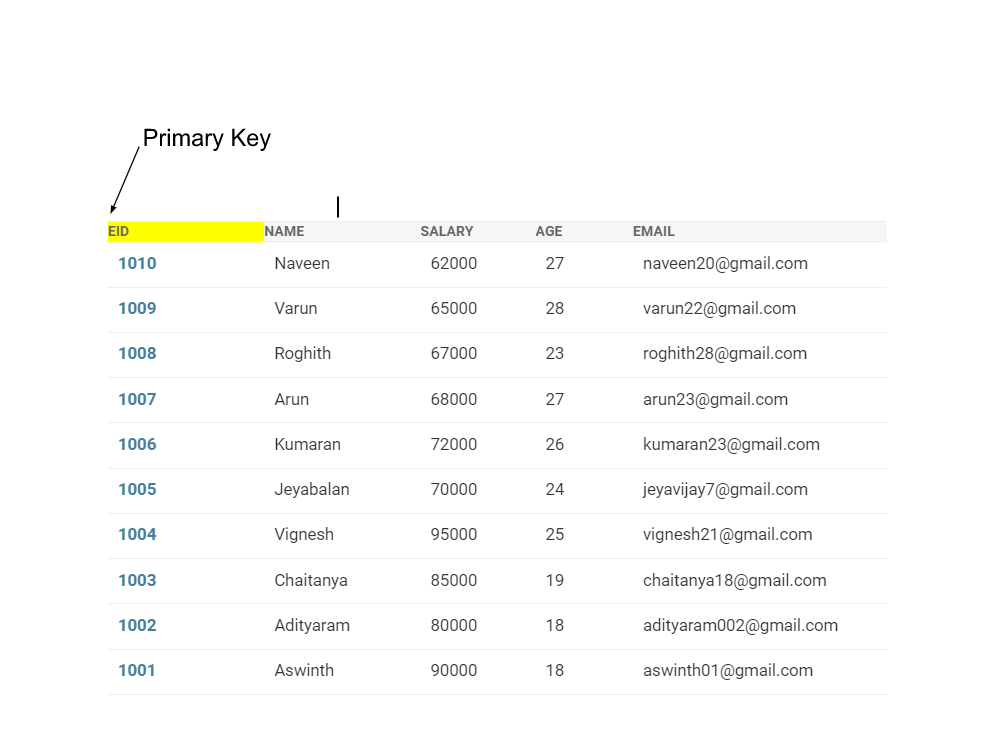 Primary Key
EID NAME SALARY AGE EMAIL
1010 Naveen 62000 27 naveen20@gmail.com
1009 Varun 65000 28 varun22@gmail.com
1008 Roghith 67000 23 roghith28@gmail.com
1007 Arun 68000 27 arun23@gmail.com
1006 Kumaran 72000 26 kumaran23@gmail.com
1005 Jeyabalan 70000 24 jeyavijay7@gmail.com
1004 Vignesh 95000 25 vignesh21@gmail.com
1003 Chaitanya 85000 19 chaitanya18@gmail.com
1002 Adityaram 80000 18 adityaram002@gmail.com
1001 Aswinth 90000 18 aswinth01@gmail.com